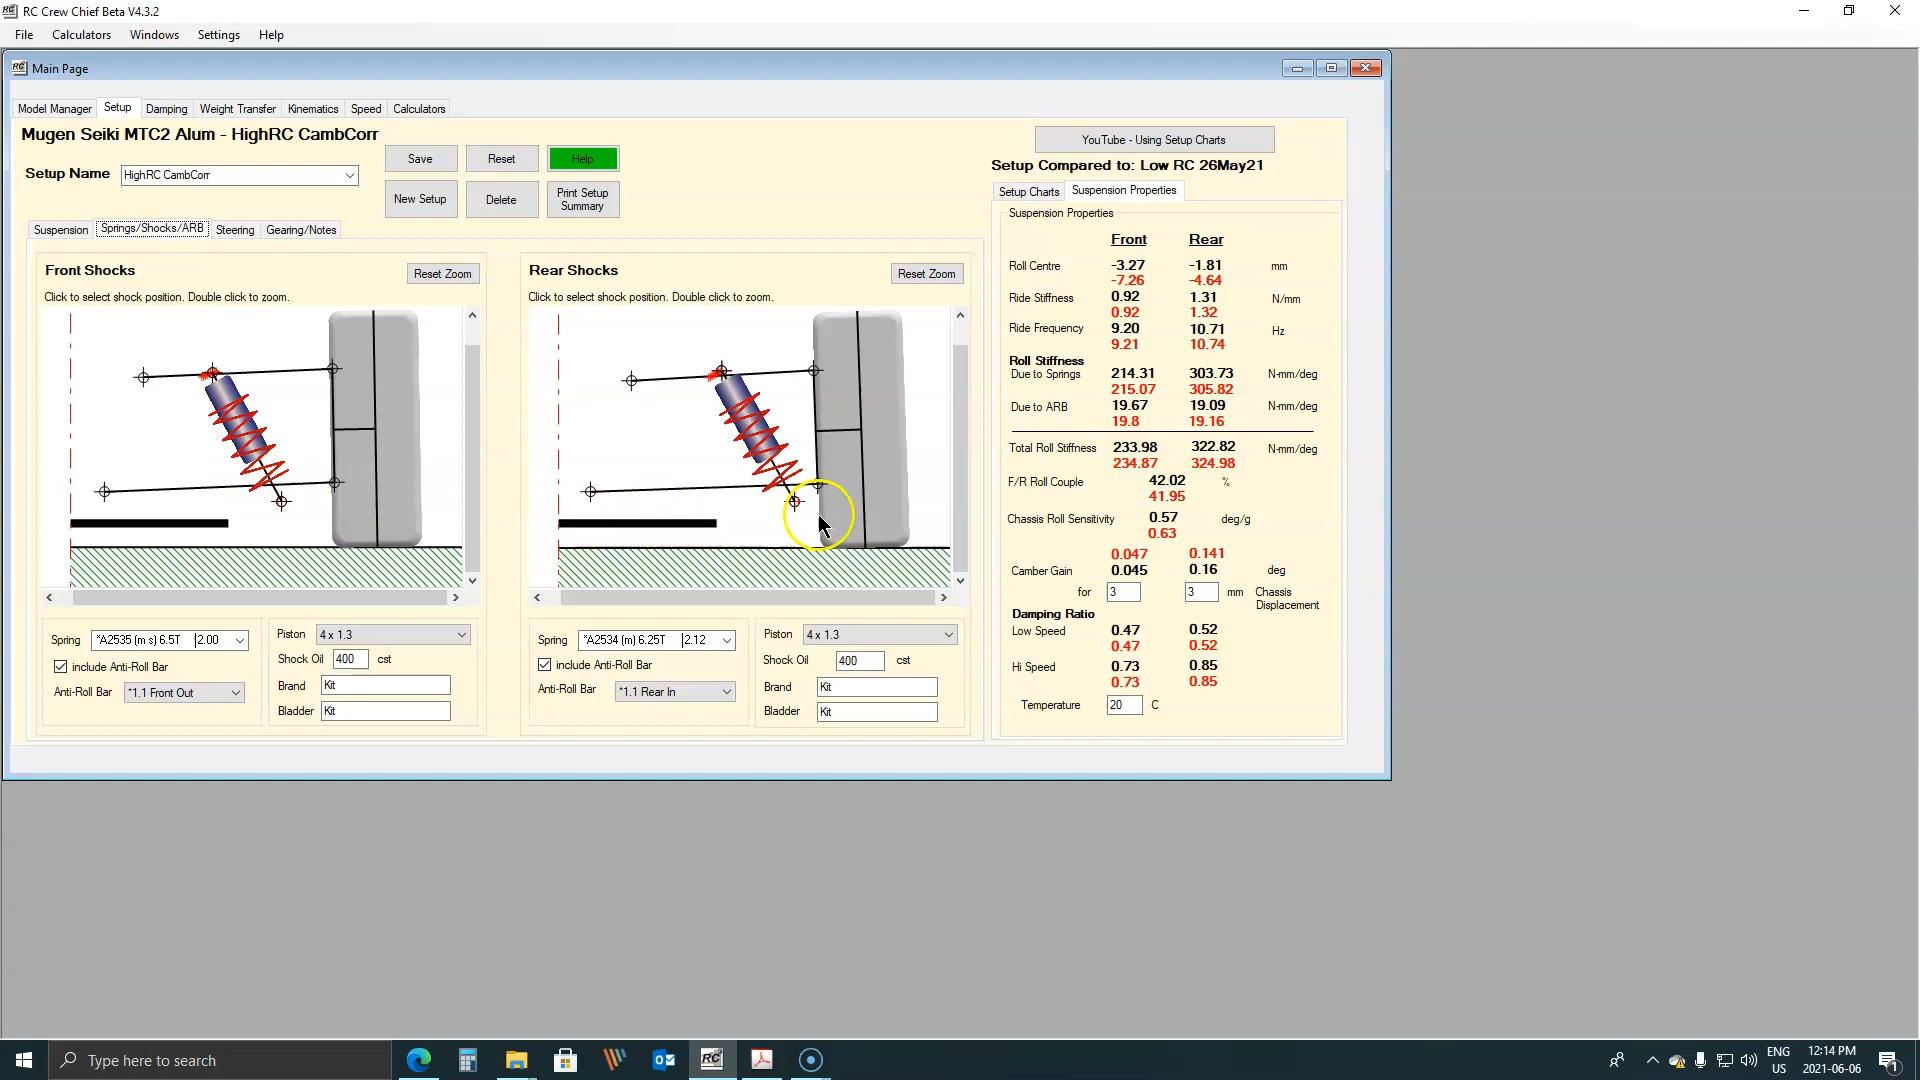 RC Crew Chief Beta V4.3.2
File Calculators Windows Settings Help
RC Main Page
Model Manager Setup Damping Weight Transfer Kinematics Speed Calculators
Mugen Seiki MTC2 Alum - HighRC CambCorr
Setup Name HighRC CambCorr
Save Reset Help
New Setup Delete Print Setup Summary
YouTube - Using Setup Charts
Setup Compared to: Low RC 26May21
Setup Charts Suspension Properties
Suspension Springs/Shocks/ARB Steering Gearing/Notes
Front Shocks Reset Zoom
Click to select shock position. Double click to zoom.
Rear Shocks Reset Zoom
Click to select shock position. Double click to zoom.
Spring *A2535 (m s) 6.5T |2.00
include Anti-Roll Bar
Anti-Roll Bar *1.1 Front Out
Piston 4 x 1.3
Shock Oil 400 cst
Brand Kit
Bladder Kit
Spring *A2534 (m) 6.25T |2.12
include Anti-Roll Bar
Anti-Roll Bar *1.1 Rear In
Piston 4 x 1.3
Shock Oil 400 cst
Brand Kit
Bladder Kit
Suspension Properties
Front Rear
Roll Centre -3.27 -1.81 mm
-7.26 -4.64
Ride Stiffness 0.92 1.31 N/mm
0.92 1.32
Ride Frequency 9.20 10.71 Hz
9.21 10.74
Roll Stiffness
Due to Springs 214.31 303.73 N-mm/deg
215.07 305.82
Due to ARB 19.67 19.09 N-mm/deg
19.8 19.16
Total Roll Stiffness 233.98 322.82 N-mm/deg
234.87 324.98
F/R Roll Couple 42.02 %
41.95
Chassis Roll Sensitivity 0.57 deg/g
0.63
0.047 0.141
Camber Gain 0.045 0.16 deg
for 3 3 mm Chassis Displacement
Damping Ratio
Low Speed 0.47 0.52
0.47 0.52
Hi Speed 0.73 0.85
0.73 0.85
Temperature 20 C
Type here to search
RC
ENG US
12:14 PM
2021-06-06
1